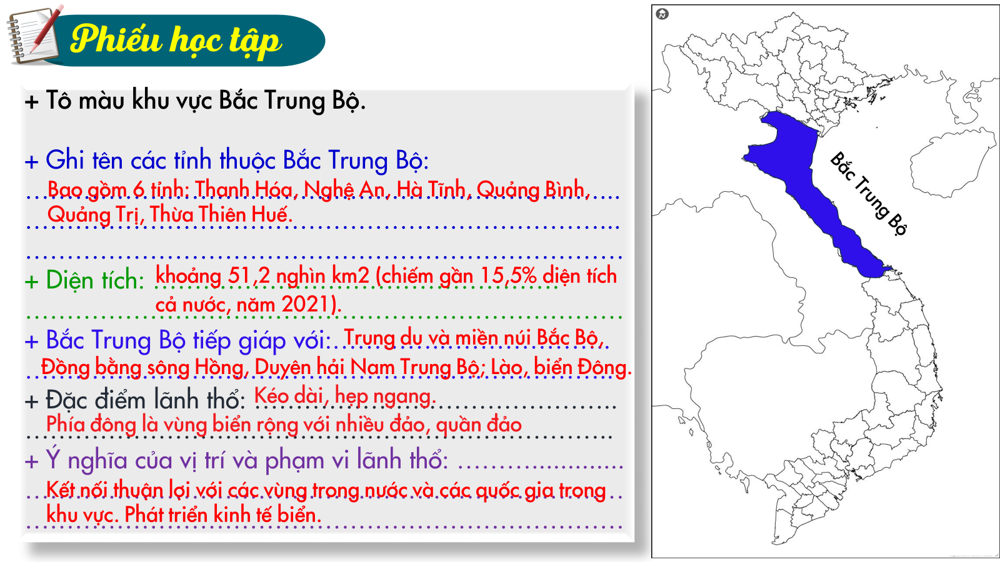 Phiếu học tập
+ Tô màu khu vực Bắc Trung Bộ.
+ Ghi tên các tỉnh thuộc Bắc Trung Bộ:
Bao gồm 6 tỉnh: Thanh Hóa, Nghệ An, Hà Tĩnh, Quảng Bình,
Quảng Trị, Thừa Thiên Huế.
+ Diện tích: khoảng 51,2 nghìn km2 (chiếm gần 15,5% diện tích
cả nước, năm 2021).
+ Bắc Trung Bộ tiếp giáp với: Trung du và miền núi Bắc Bộ,
Đồng bằng sông Hồng, Duyên hải Nam Trung Bộ; Lào, biển Đông.
+ Đặc điểm lãnh thổ: Kéo dài, hẹp ngang.
Phía đông là vùng biển rộng với nhiều đảo, quần đảo
+ Ý nghĩa của vị trí và phạm vi lãnh thổ: ........................
Kết nối thuận lợi với các vùng trong nước và các quốc gia trong
khu vực. Phát triển kinh tế biển.
N
Bắc Trung Bộ